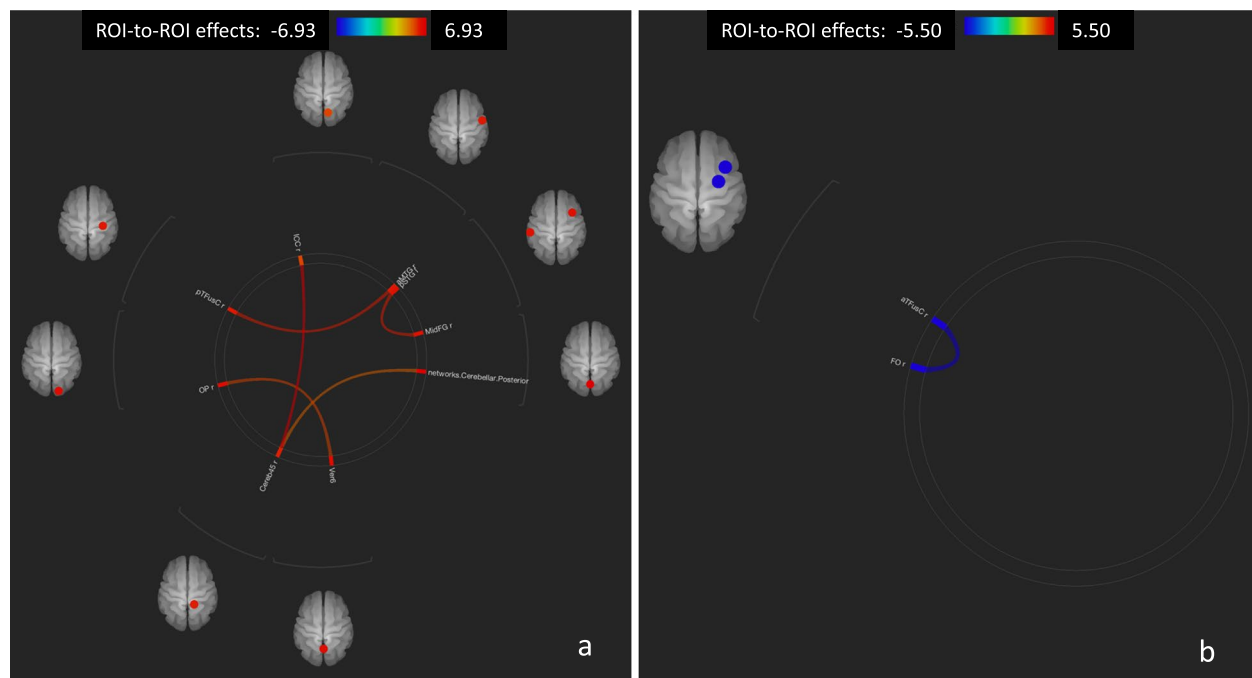 ROI-to-ROI effects: -6.93 6.93
ICC r
pSTG r
pTFusC r
MidFG r
networks.Cerebellar.Posterior
OP r
Cereb45 r
Ver6
a
ROI-to-ROI effects: -5.50 5.50
aTFusC r
FO r
b